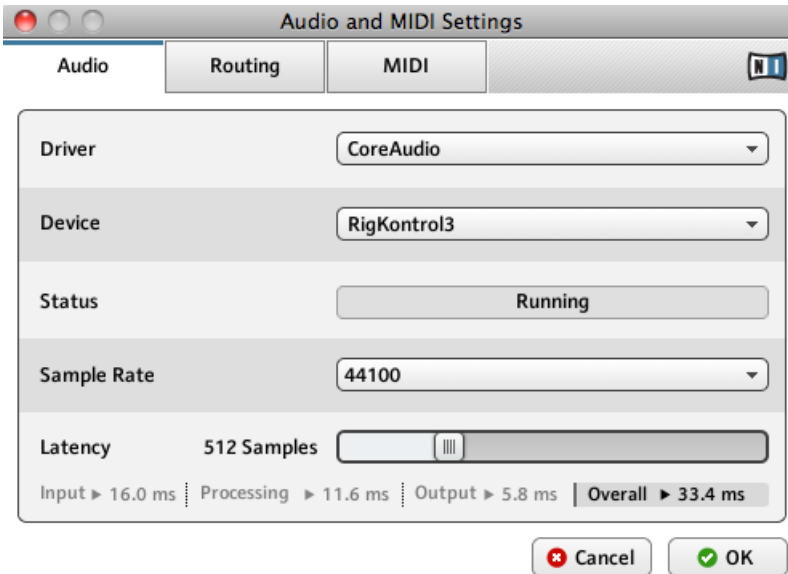 Audio and MIDI Settings
Audio Routing MIDI NI
Driver CoreAudio
Device RigKontrol3
Status Running
Sample Rate 44100
Latency 512 Samples
Input ▸ 16.0 ms Processing ▸ 11.6 ms Output ▸ 5.8 ms Overall ▸ 33.4 ms
Cancel OK